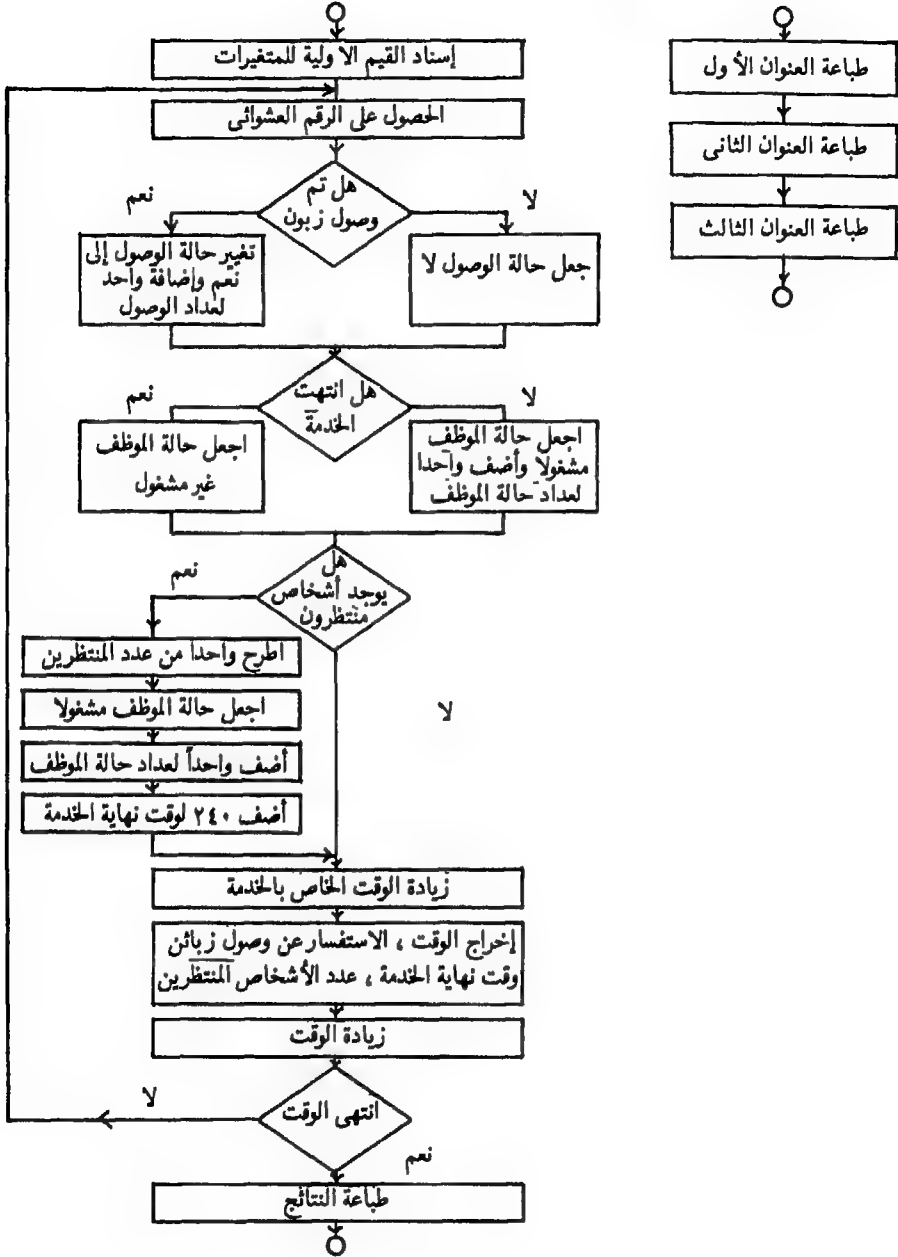 إسناد القيم الاولية للمتغيرات
الحصول على الرقم العشوائى
هل تم
وصول زبون
نعم
لا
تغيير حالة الوصول إلى
نعم وإضافة واحد
لعداد الوصول
جعل حالة الوصول لا
هل انتهت
الخدمة
نعم
لا
اجعل حالة الموظف
غير مشغول
اجعل حالة الموظف
مشغولا وأضف واحدا
لعداد حالة الموظف
هل
يوجد أشخاص
منتظرون
نعم
لا
اطرح واحدا من عدد المنتظرين
اجعل حالة الموظف مشغولا
أضف واحداً لعداد حالة الموظف
أضف ٢٤٠ لوقت نهاية الخدمة
زيادة الوقت الخاص بالخدمة
إخراج الوقت ، الاستفسار عن وصول زبائن
وقت نهاية الخدمة ، عدد الأشخاص المنتظرين
زيادة الوقت
انتهى الوقت
لا
نعم
طباعة النتائج
طباعة العنوان الأول
طباعة العنوان الثانى
طباعة العنوان الثالث